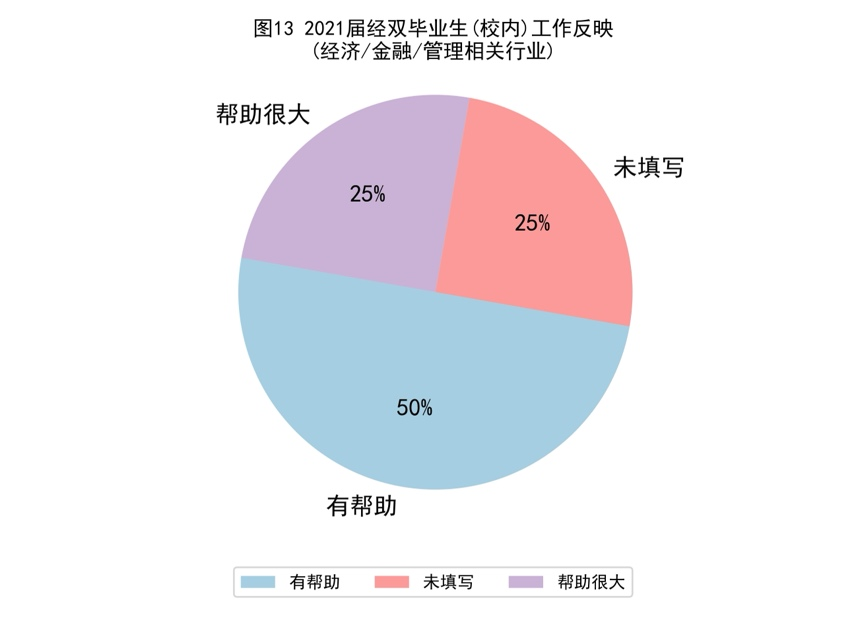 图13 2021届经双毕业生(校内)工作反映
(经济/金融/管理相关行业)
帮助很大
未填写
25%
25%
50%
有帮助
有帮助 未填写 帮助很大